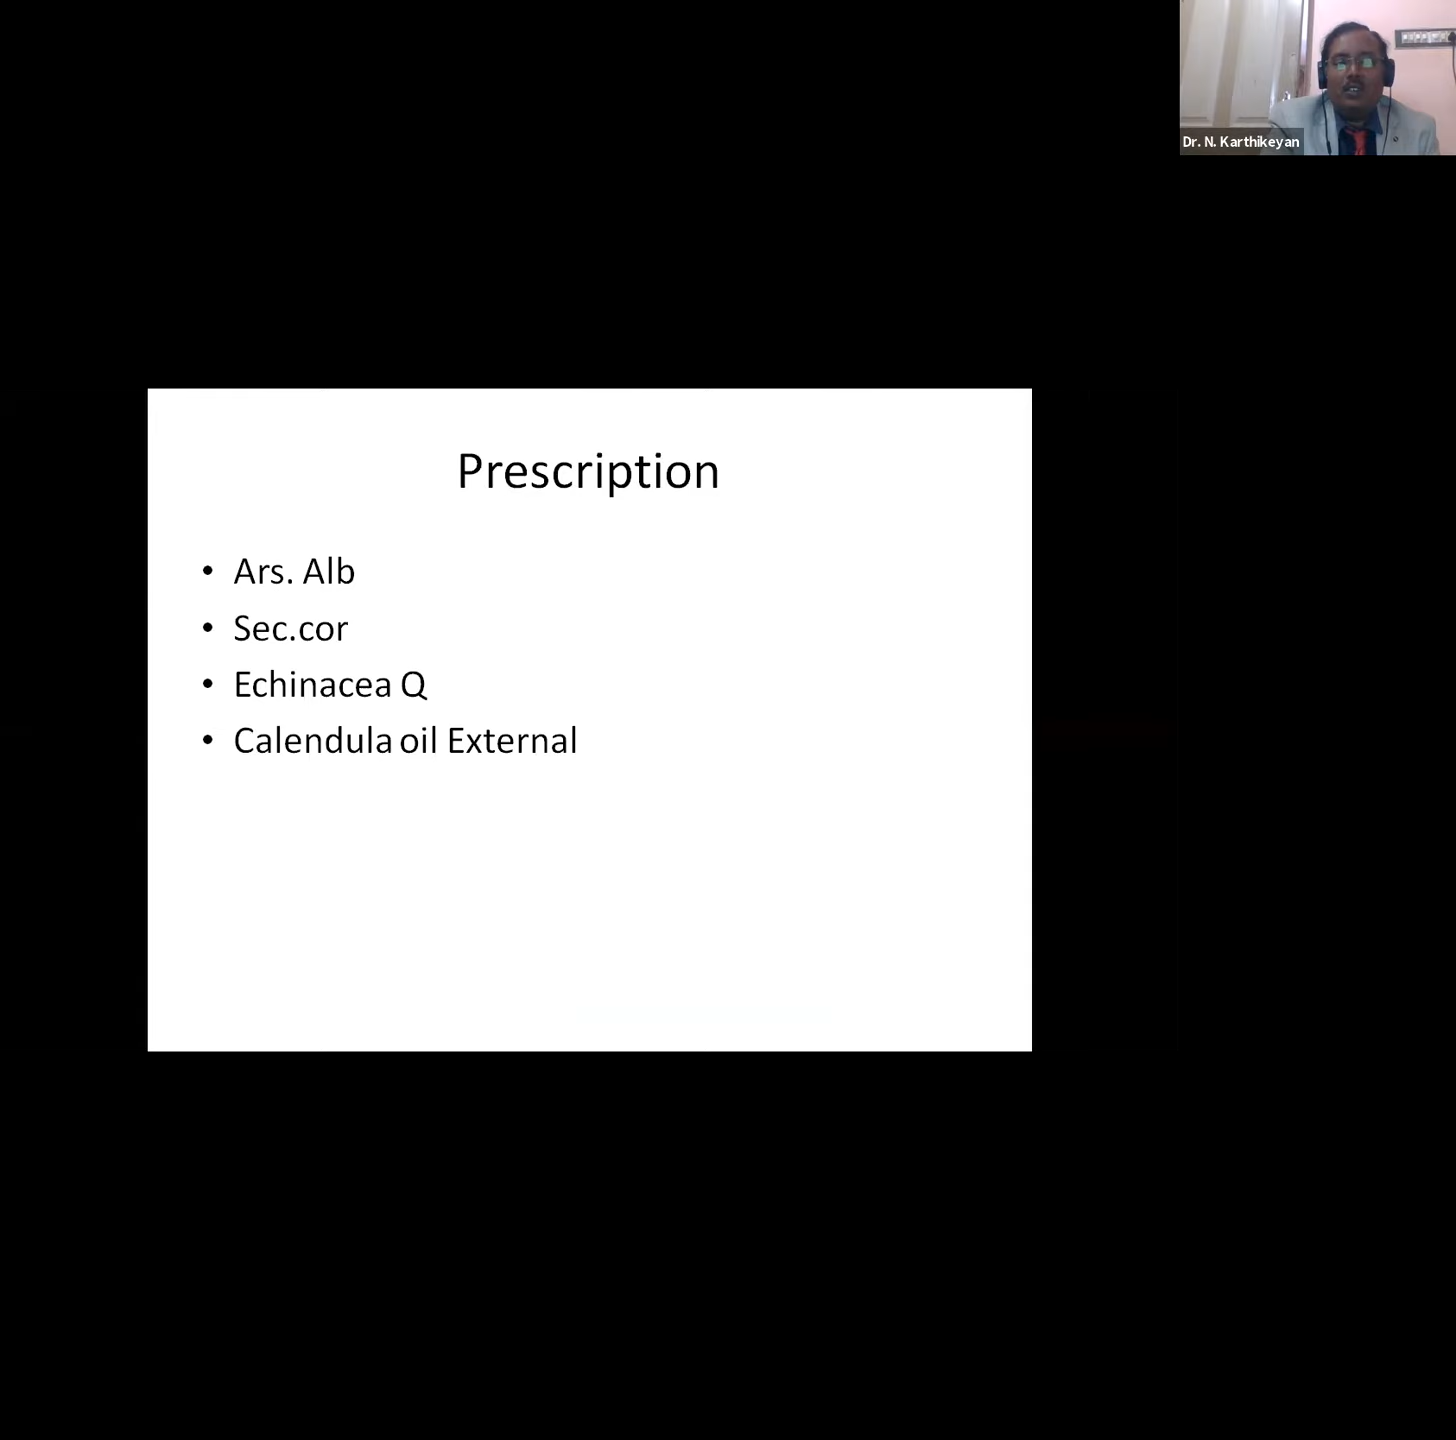 Dr. N. Karthikeyan
Prescription
• Ars. Alb
• Sec.cor
• Echinacea Q
• Calendula oil External